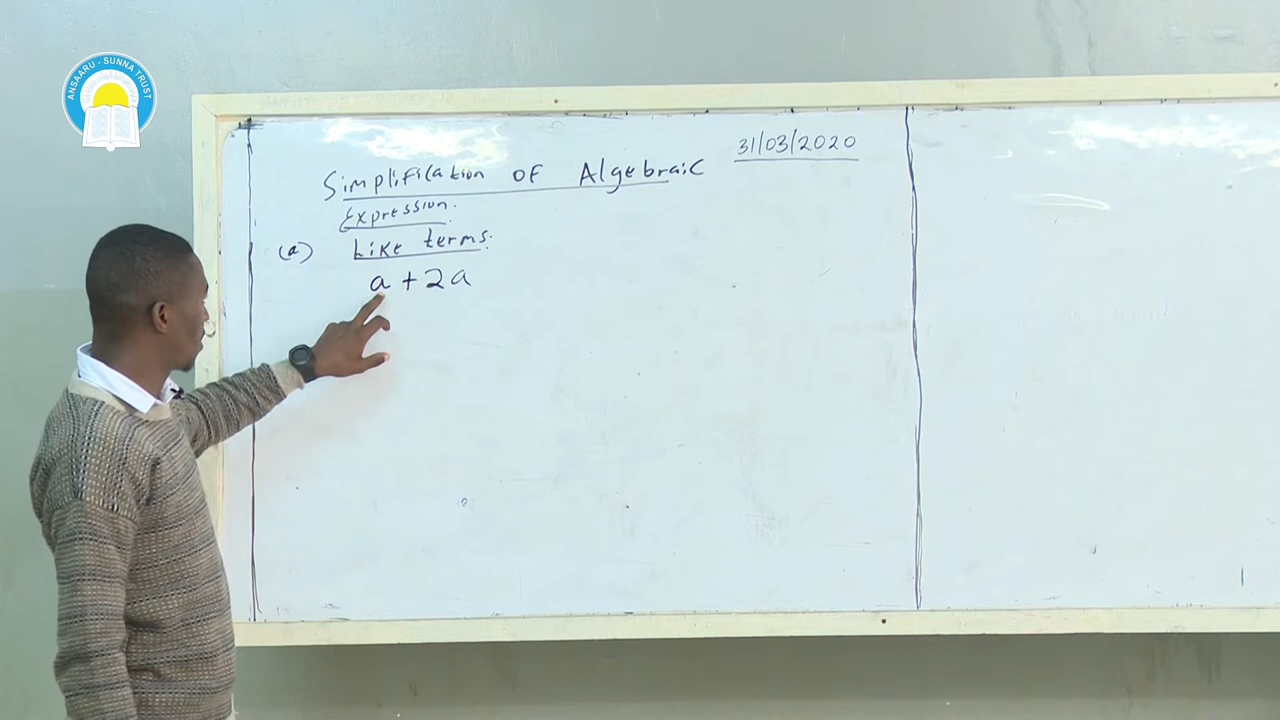 ANSAARU - SUNNA TRUST
31/03/2020
Simplification OF Algebraic
Expression.
(a) Like terms.
a + 2a